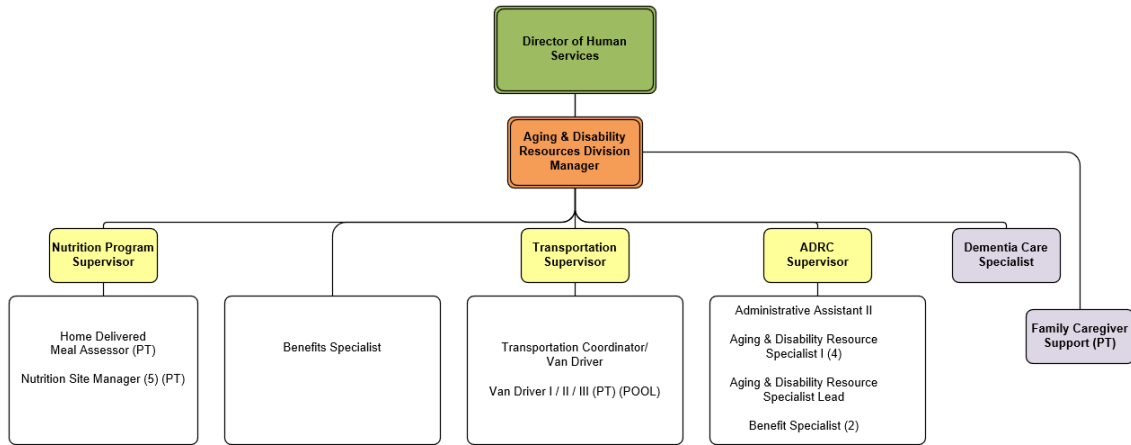 Director of Human
Services
Aging & Disability
Resources Division
Manager
Nutrition Program
Supervisor
Transportation
Supervisor
ADRC
Supervisor
Dementia Care
Specialist
Home Delivered
Meal Assessor (PT)
Nutrition Site Manager (5) (PT)
Benefits Specialist
Transportation Coordinator/
Van Driver
Van Driver I / II / III (PT) (POOL)
Administrative Assistant II
Aging & Disability Resource
Specialist I (4)
Aging & Disability Resource
Specialist Lead
Benefit Specialist (2)
Family Caregiver
Support (PT)